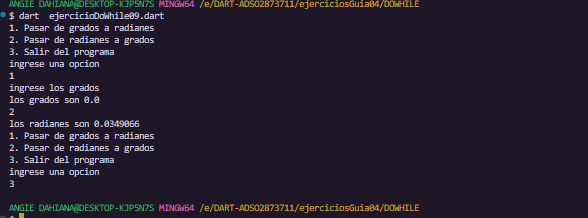 ANGIE DAHIANA@DESKTOP-KJP5N7S MINGW64 /e/DART-ADSO2873711/ejerciciosGuia04/DOWHILE
$ dart  ejercicioDoWhile09.dart
1. Pasar de grados a radianes
2. Pasar de radianes a grados
3. Salir del programa
ingrese una opcion
1
ingrese los grados
los grados son 0.0
2
los radianes son 0.0349066
1. Pasar de grados a radianes
2. Pasar de radianes a grados
3. Salir del programa
ingrese una opcion
3
ANGIE DAHIANA@DESKTOP-KJP5N7S MINGW64 /e/DART-ADSO2873711/ejerciciosGuia04/DOWHILE
$